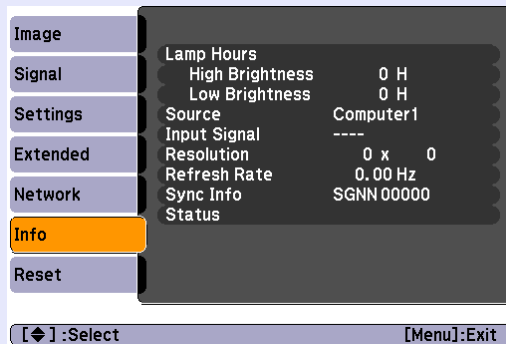 Image
Signal
Settings
Extended
Network
Info
Reset
Lamp Hours
High Brightness 0 H
Low Brightness 0 H
Source Computer1
Input Signal ----
Resolution 0 x 0
Refresh Rate 0.00 Hz
Sync Info SGNN 00000
Status
[◆] :Select [Menu]:Exit